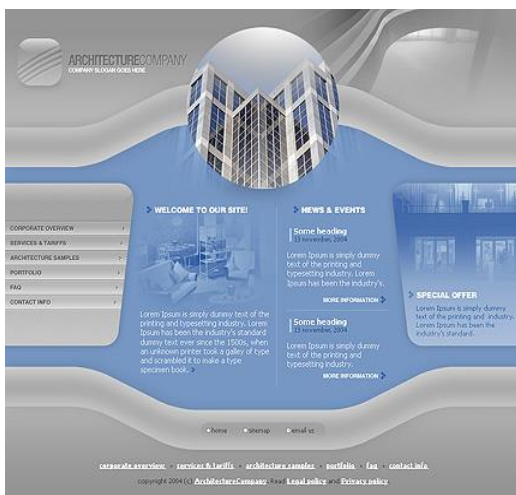 ARCHITECTURECOMPANY
COMPANY SLOGAN GOES HERE
CORPORATE OVERVIEW
SERVICES & TARIFFS
ARCHITECTURE SAMPLES
PORTFOLIO
FAQ
CONTACT INFO
WELCOME TO OUR SITE!
Lorem Ipsum is simply dummy text of the
printing and typesetting industry. Lorem
Ipsum has been the industry's standard
dummy text ever since the 1500s, when
an unknown printer took a galley of type
and scrambled it to make a type
specimen book.
NEWS & EVENTS
Some heading
13 november, 2004
Lorem Ipsum is simply dummy
text of the printing and
typesetting industry. Lorem
Ipsum has been the industry's.
MORE INFORMATION
Some heading
13 november, 2004
Lorem Ipsum is simply dummy
text of the printing and
typesetting industry.
MORE INFORMATION
SPECIAL OFFER
Lorem Ipsum is simply dummy
text of the printing and industry.
Lorem Ipsum has been the
industry's standard.
home sitemap email us
corporate overview • services & tariffs • architecture samples • portfolio • faq • contact info
copyright 2004 (c) ArchitectureCompany. Read Legal policy and Privacy policy